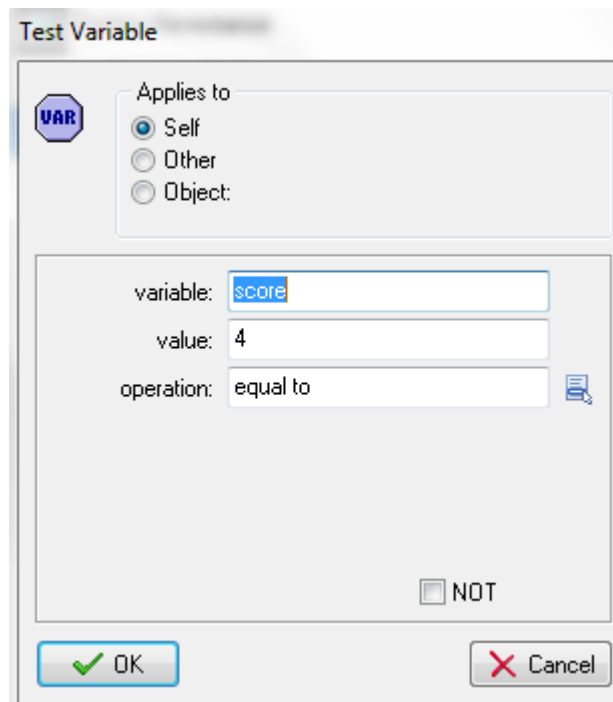 Test Variable
VAR
Applies to
Self
Other
Object:
variable: score
value: 4
operation: equal to
NOT
OK
Cancel